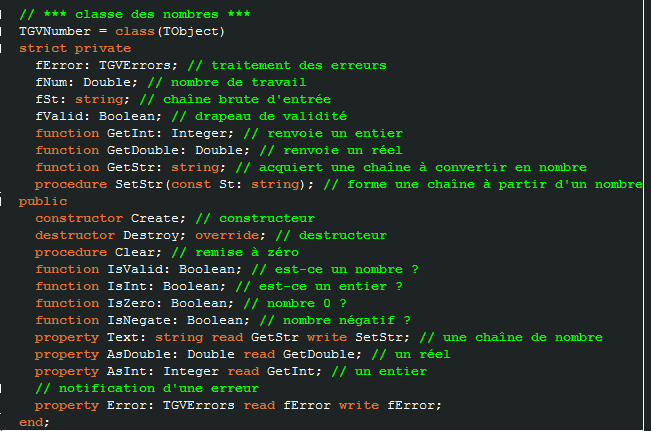 // *** classe des nombres ***
TGVNumber = class(TObject)
strict private
fError: TGVErrors; // traitement des erreurs
fNum: Double; // nombre de travail
fSt: string; // chaîne brute d'entrée
fValid: Boolean; // drapeau de validité
function GetInt: Integer; // renvoie un entier
function GetDouble: Double; // renvoie un réel
function GetStr: string; // acquiert une chaîne à convertir en nombre
procedure SetStr(const St: string); // forme une chaîne à partir d'un nombre
public
constructor Create; // constructeur
destructor Destroy; override; // destructeur
procedure Clear; // remise à zéro
function IsValid: Boolean; // est-ce un nombre ?
function IsInt: Boolean; // est-ce un entier ?
function IsZero: Boolean; // nombre 0 ?
function IsNegate: Boolean; // nombre négatif ?
property Text: string read GetStr write SetStr; // une chaîne de nombre
property AsDouble: Double read GetDouble; // un réel
property AsInt: Integer read GetInt; // un entier
// notification d'une erreur
property Error: TGVErrors read fError write fError;
end;